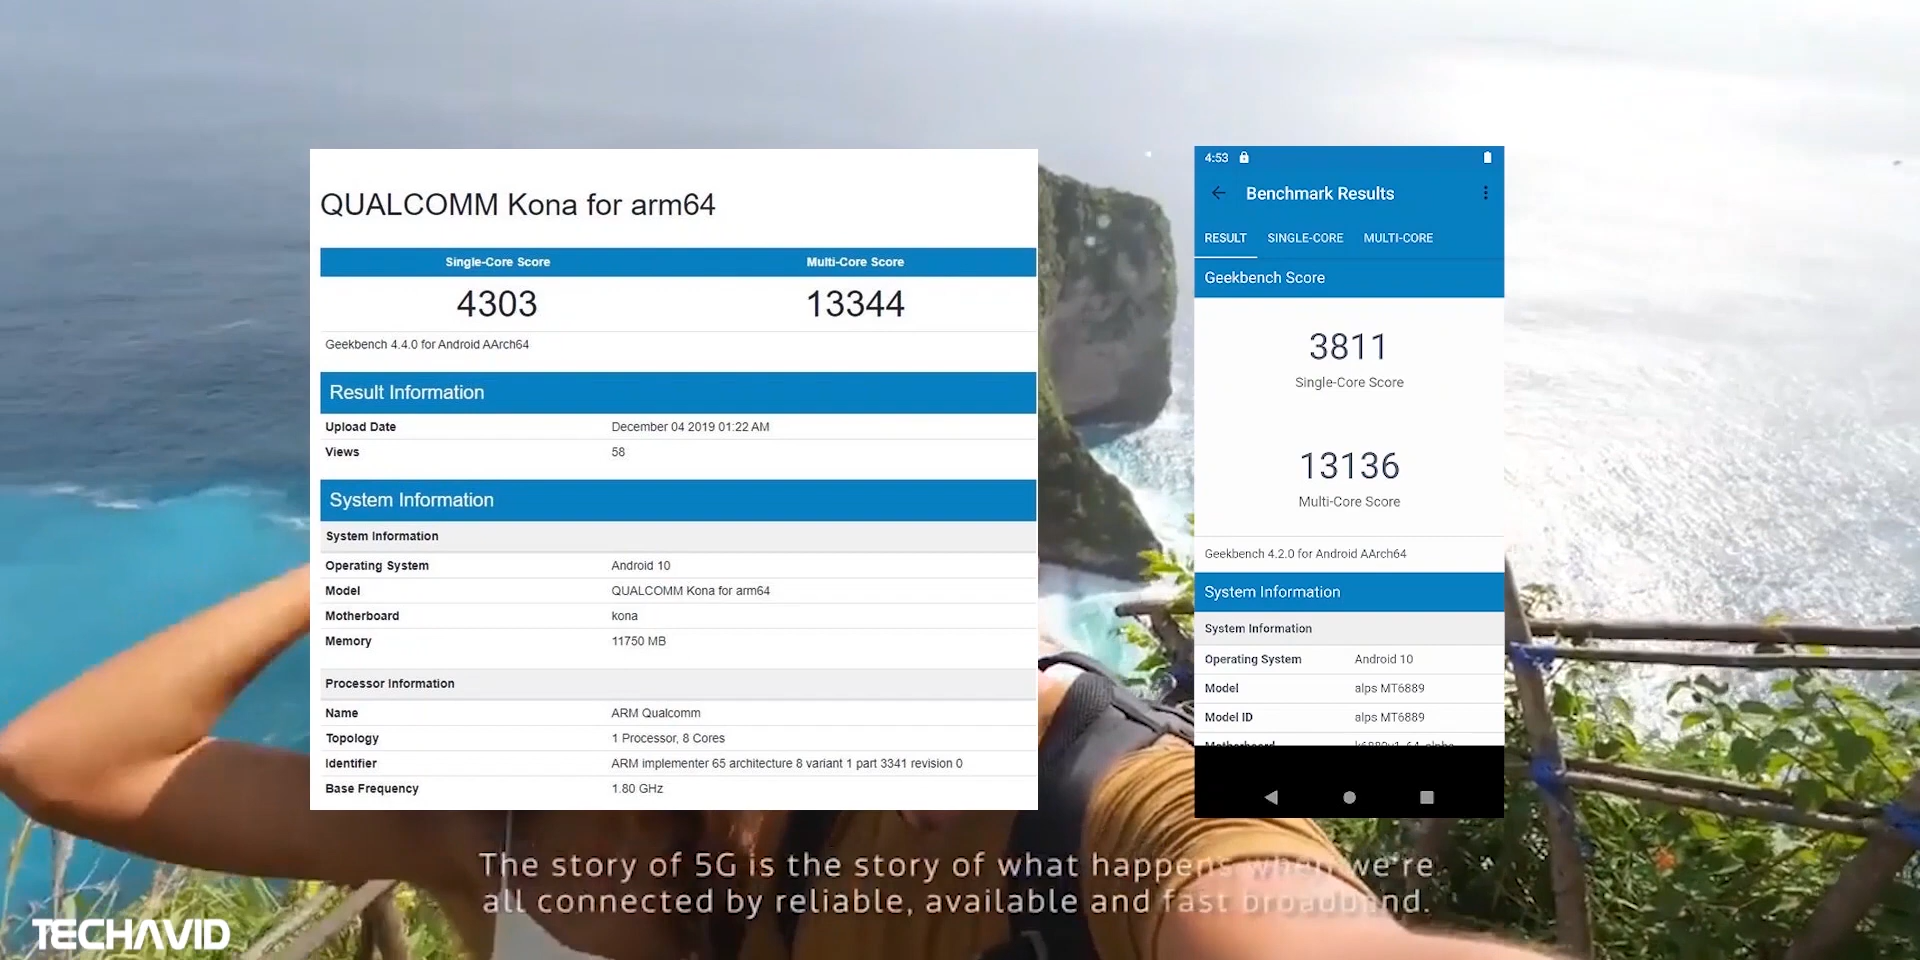 QUALCOMM Kona for arm64
Single-Core Score Multi-Core Score
4303 13344
Geekbench 4.4.0 for Android AArch64
Result Information
Upload Date December 04 2019 01:22 AM
Views 58
System Information
System Information
Operating System Android 10
Model QUALCOMM Kona for arm64
Motherboard kona
Memory 11750 MB
Processor Information
Name ARM Qualcomm
Topology 1 Processor, 8 Cores
Identifier ARM implementer 65 architecture 8 variant 1 part 3341 revision 0
Base Frequency 1.80 GHz
4:53
Benchmark Results
RESULT SINGLE-CORE MULTI-CORE
Geekbench Score
3811
Single-Core Score
13136
Multi-Core Score
Geekbench 4.2.0 for Android AArch64
System Information
System Information
Operating System Android 10
Model alps MT6889
Model ID alps MT6889
Motherboard
The story of 5G is the story of what happens when we're
all connected by reliable, available and fast broadband.
TECHAVID